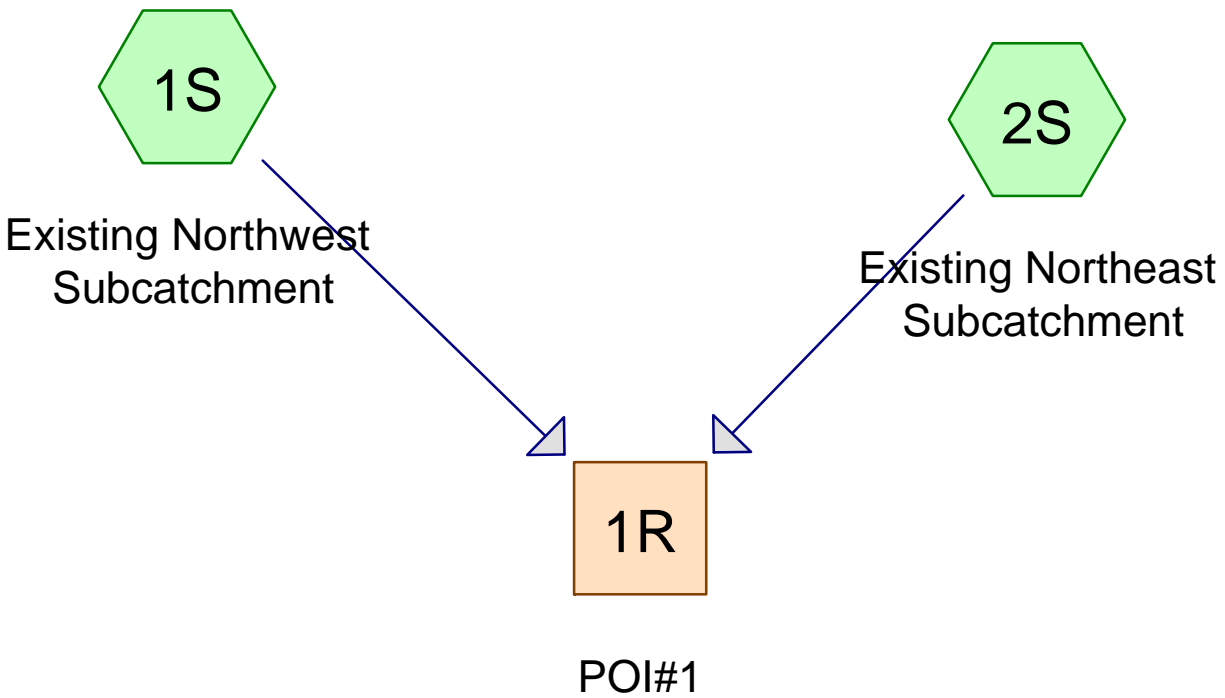 1S
Existing Northwest
Subcatchment
2S
Existing Northeast
Subcatchment
1R
POI#1